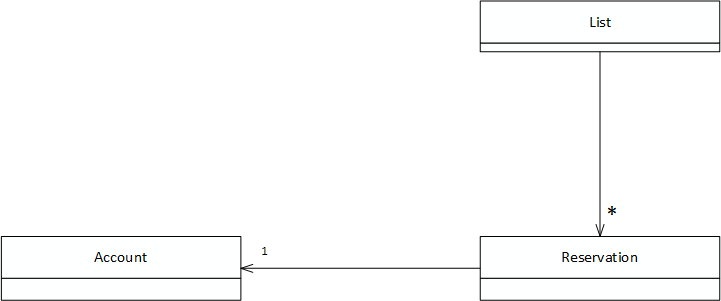 List
*
1
Account
Reservation